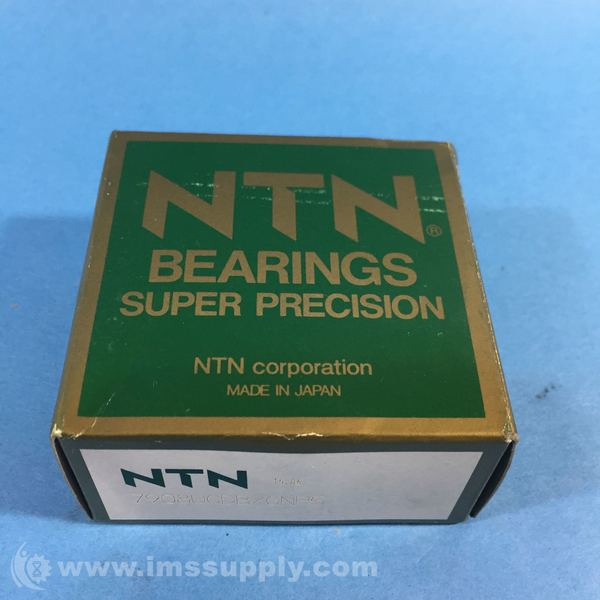 NTN®
BEARINGS
SUPER PRECISION
NTN corporation
MADE IN JAPAN
NTN
www.imssupply.com